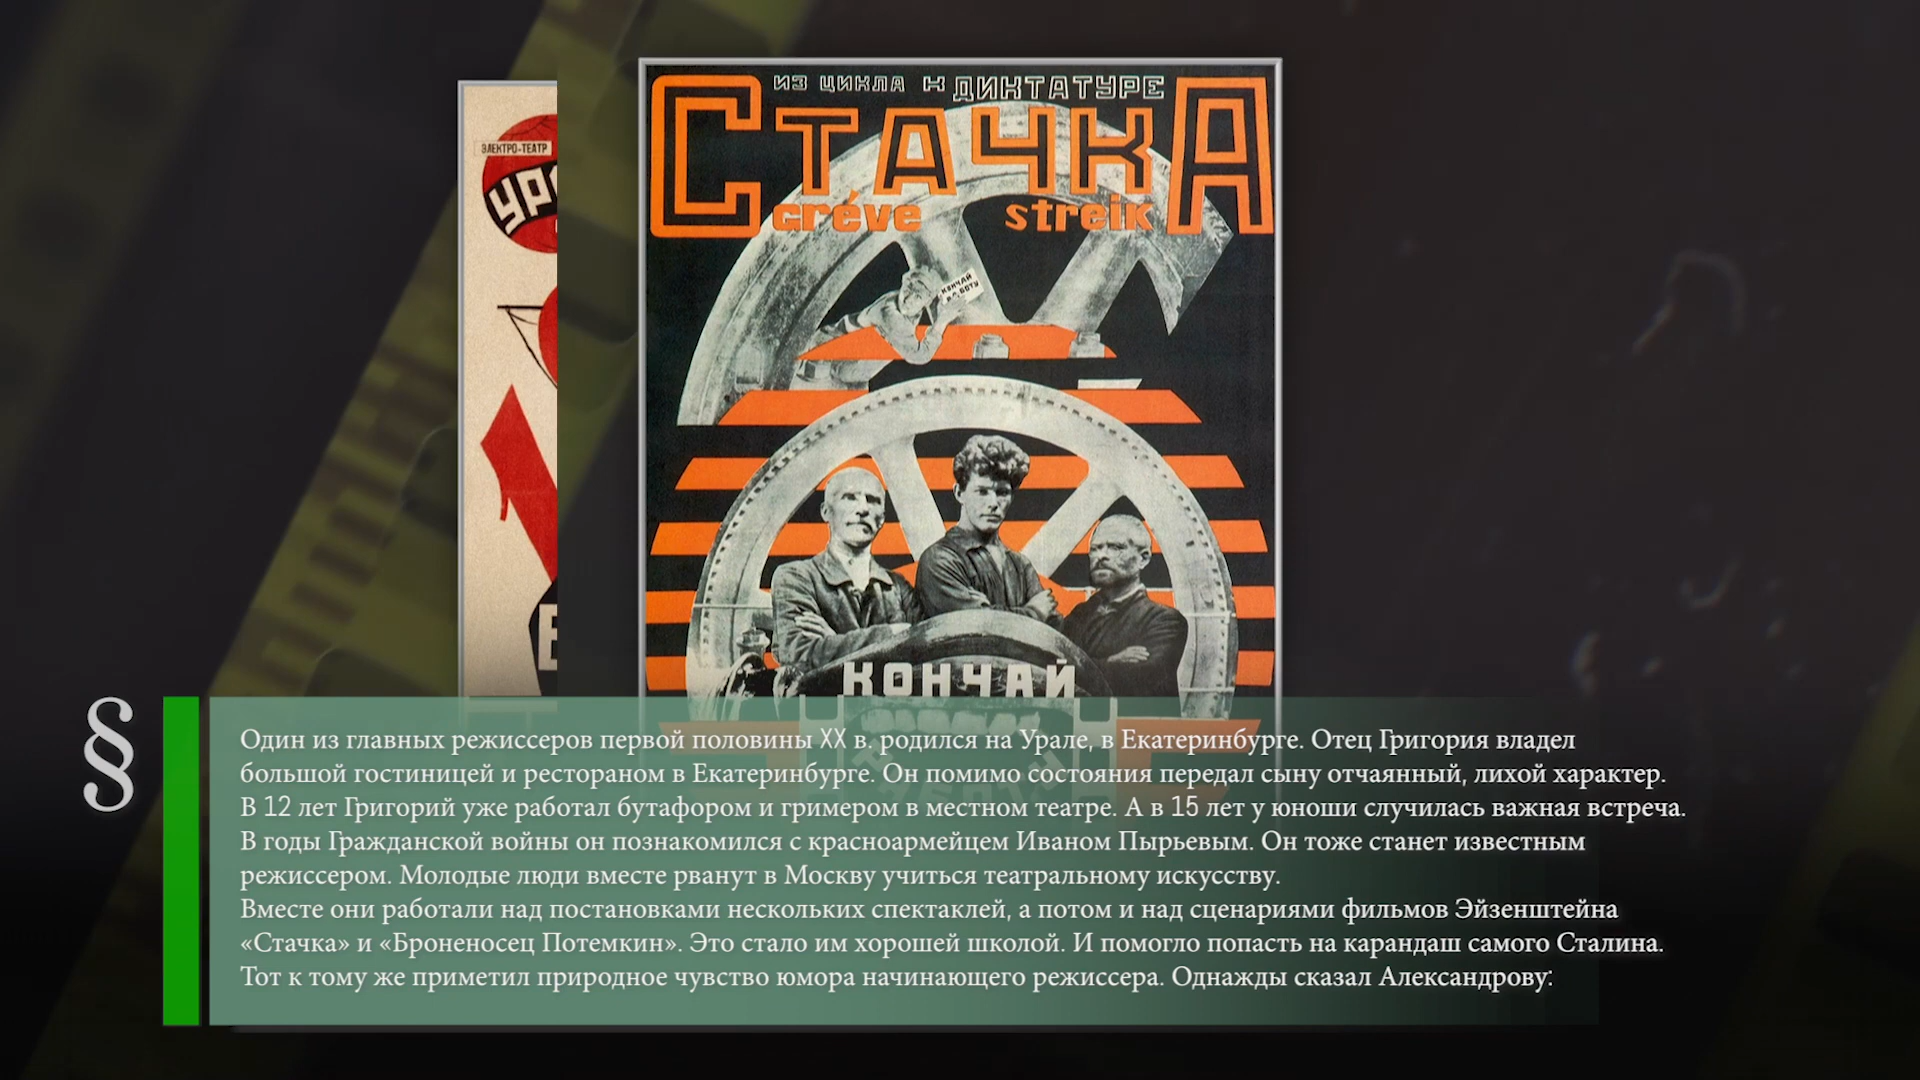 ИЗ ЦИКЛА К ДИКТАТУРЕ
СТАЧКА
Gréve streik
ЭЛЕКТРО-ТЕАТР
КОНЧАЙ
КОНЧАЙ
§
Один из главных режиссеров первой половины XX в. родился на Урале, в Екатеринбурге. Отец Григория владел
большой гостиницей и рестораном в Екатеринбурге. Он помимо состояния передал сыну отчаянный, лихой характер.
В 12 лет Григорий уже работал бутафором и гримером в местном театре. А в 15 лет у юноши случилась важная встреча.
В годы Гражданской войны он познакомился с красноармейцем Иваном Пырьевым. Он тоже станет известным
режиссером. Молодые люди вместе рванут в Москву учиться театральному искусству.
Вместе они работали над постановками нескольких спектаклей, а потом и над сценариями фильмов Эйзенштейна
«Стачка» и «Броненосец Потемкин». Это стало им хорошей школой. И помогло попасть на карандаш самого Сталина.
Тот к тому же приметил природное чувство юмора начинающего режиссера. Однажды сказал Александрову: